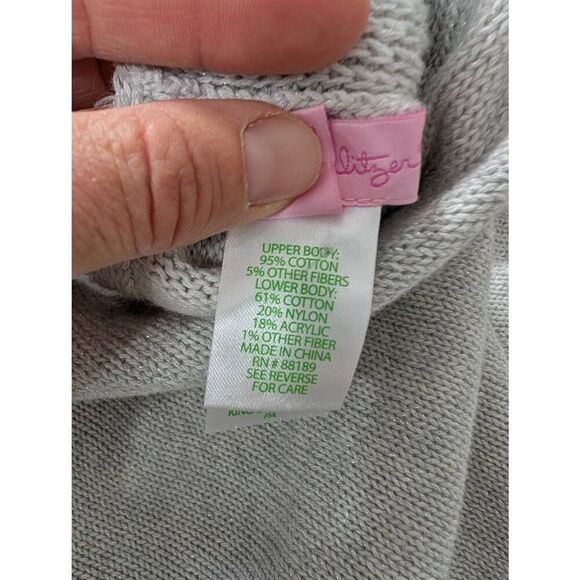 UPPER BODY:
95% COTTON
5% OTHER FIBERS
LOWER BODY:
61% COTTON
20% NYLON
18% ACRYLIC
1% OTHER FIBER
MADE IN CHINA
RN # 88189
SEE REVERSE
FOR CARE